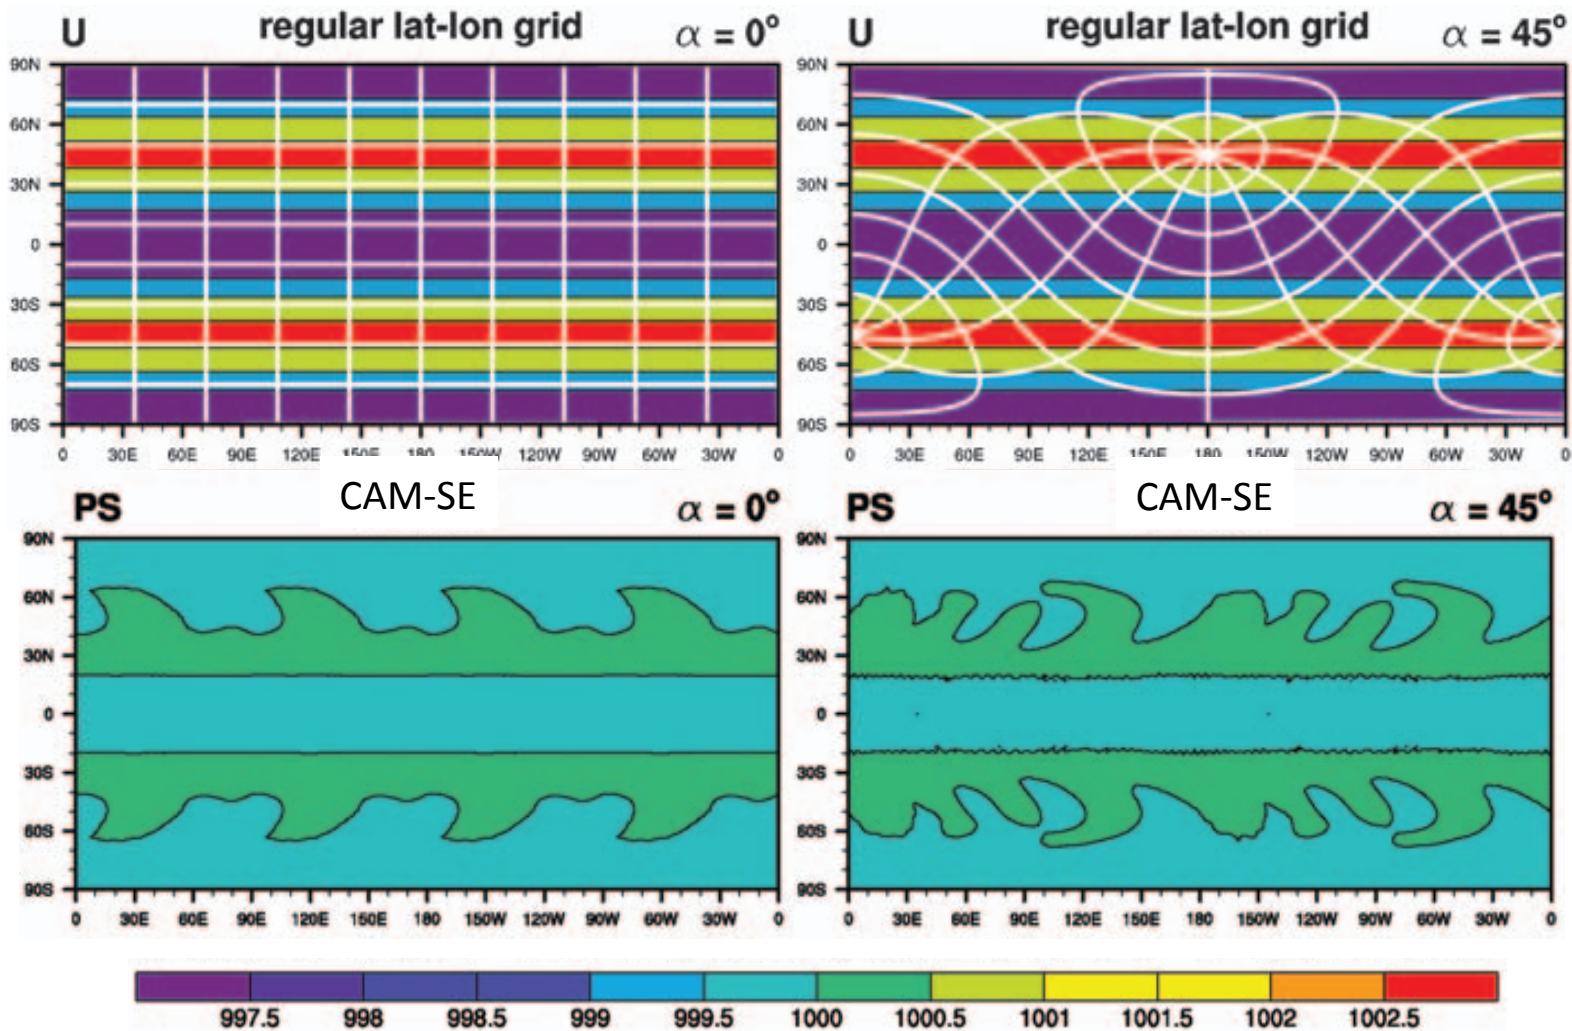 U regular lat-lon grid α = 0° U regular lat-lon grid α = 45°
90N 90N
60N 60N
30N 30N
0 0
30S 30S
60S 60S
90S 90S
0 30E 60E 90E 120E 150E 180 150W 120W 90W 60W 30W 0 0 30E 60E 90E 120E 150E 180 150W 120W 90W 60W 30W 0
PS CAM-SE α = 0° PS CAM-SE α = 45°
90N 90N
60N 60N
30N 30N
0 0
30S 30S
60S 60S
90S 90S
0 30E 60E 90E 120E 150E 180 150W 120W 90W 60W 30W 0 0 30E 60E 90E 120E 150E 180 150W 120W 90W 60W 30W 0
997.5 998 998.5 999 999.5 1000 1000.5 1001 1001.5 1002 1002.5